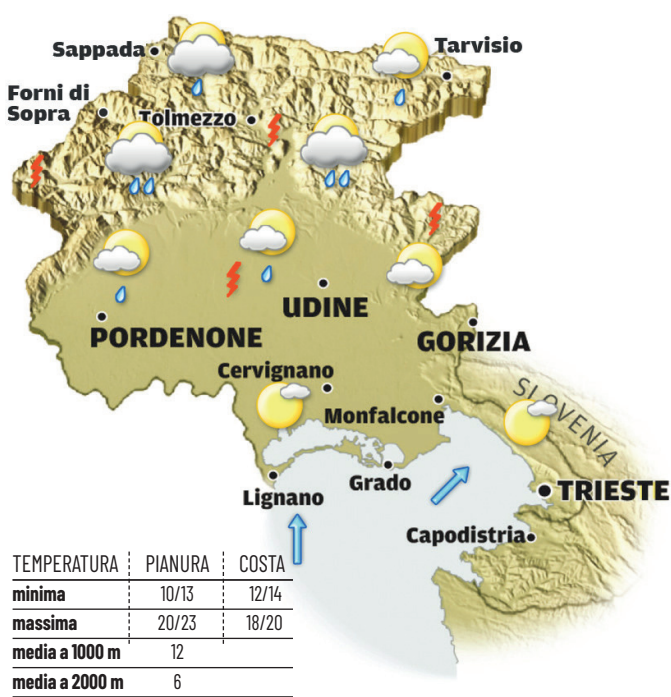 Sappada
Tarvisio
Forni di
Sopra
Tolmezzo
UDINE
PORDENONE
GORIZIA
Cervignano
SLOVENIA
Monfalcone
Grado
Lignano
TRIESTE
Capodistria
TEMPERATURA PIANURA COSTA
minima 10/13 12/14
massima 20/23 18/20
media a 1000 m 12
media a 2000 m 6